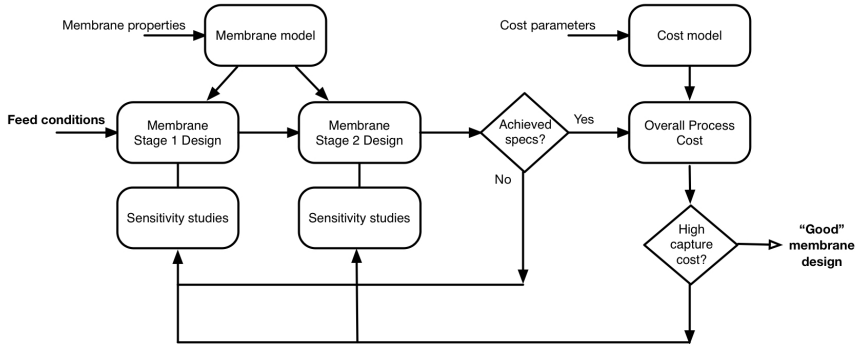 Membrane properties
Membrane model
Cost parameters
Cost model
Feed conditions
Membrane
Stage 1 Design
Membrane
Stage 2 Design
Achieved
specs?
Yes
Overall Process
Cost
No
Sensitivity studies
Sensitivity studies
High
capture
cost?
“Good”
membrane
design